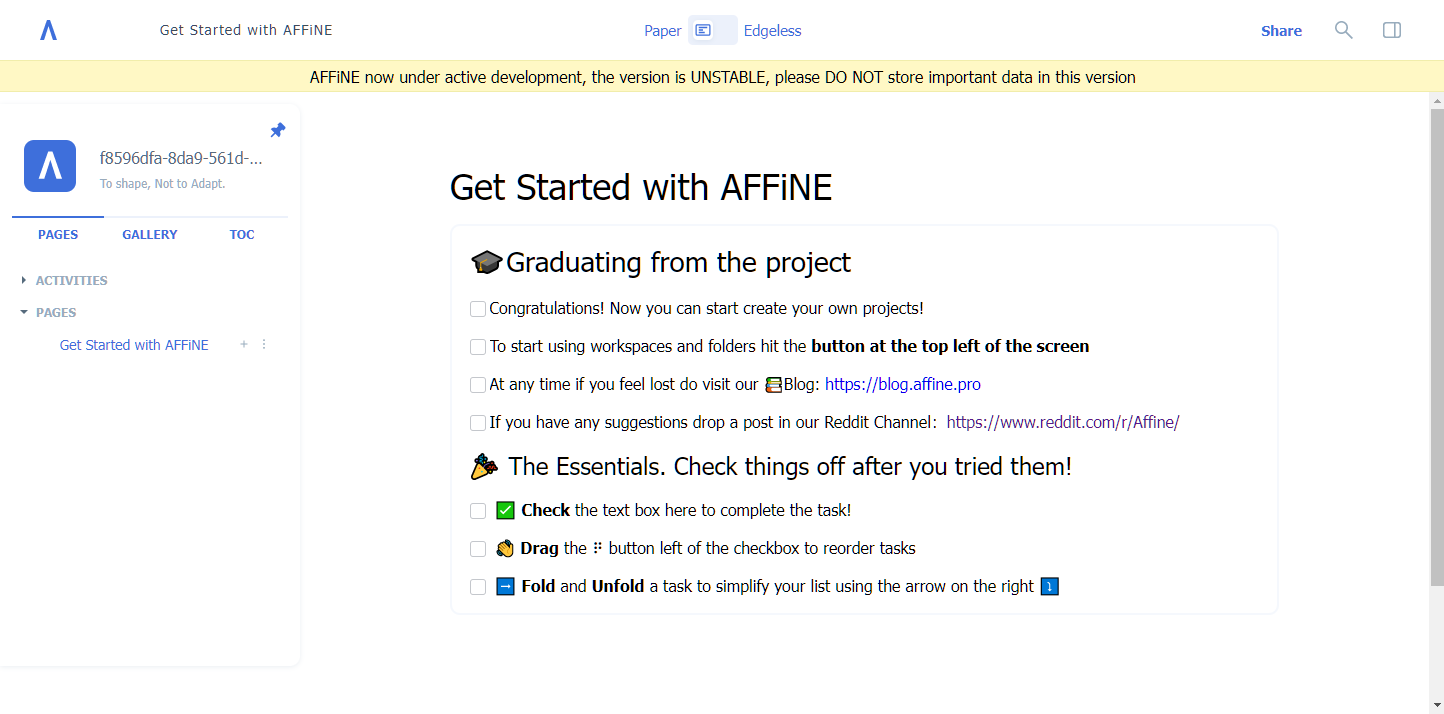 Get Started with AFFiNE
Paper Edgeless
Share
AFFiNE now under active development, the version is UNSTABLE, please DO NOT store important data in this version
f8596dfa-8da9-561d-...
To shape, Not to Adapt.
PAGES GALLERY TOC
ACTIVITIES
PAGES
Get Started with AFFiNE
Get Started with AFFiNE
🎓Graduating from the project
Congratulations! Now you can start create your own projects!
To start using workspaces and folders hit the button at the top left of the screen
At any time if you feel lost do visit our 📚Blog: https://blog.affine.pro
If you have any suggestions drop a post in our Reddit Channel: https://www.reddit.com/r/Affine/
🎉 The Essentials. Check things off after you tried them!
✅ Check the text box here to complete the task!
👏 Drag the ⠟ button left of the checkbox to reorder tasks
➡️ Fold and Unfold a task to simplify your list using the arrow on the right ⤵️